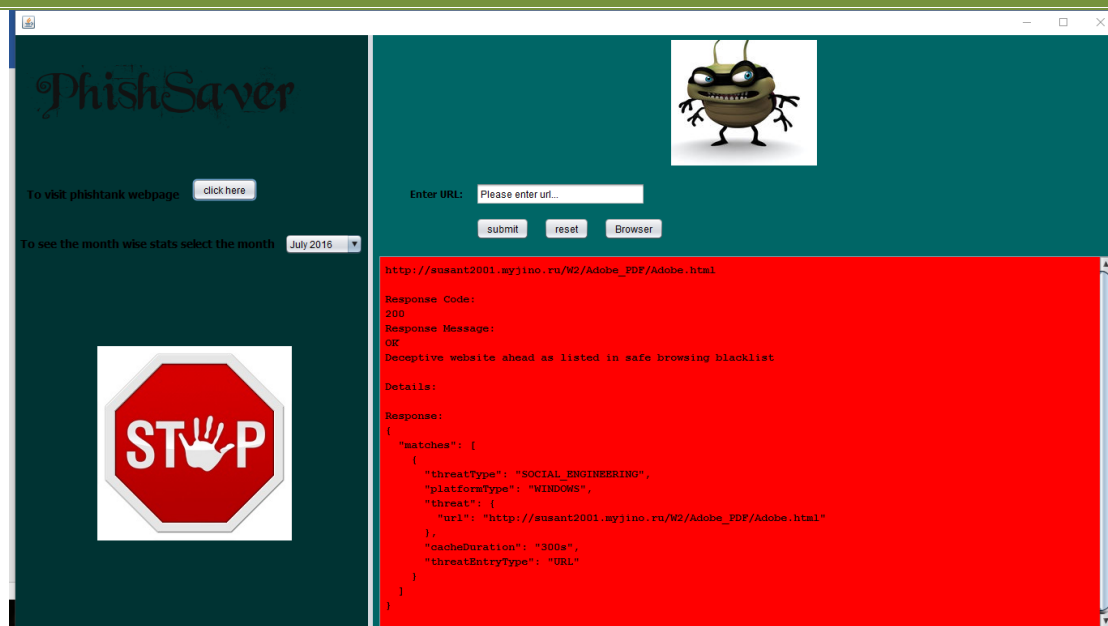 PhishSaver
To visit phishtank webpage click here
To see the month wise stats select the month July 2016
STOP
Enter URL: Please enter url...
submit reset Browser
http://susant2001.myjino.ru/W2/Adobe_PDF/Adobe.html
Response Code:
200
Response Message:
OK
Deceptive website ahead as listed in safe browsing blacklist
Details:
Response:
{
"matches": [
{
"threatType": "SOCIAL_ENGINEERING",
"platformType": "WINDOWS",
"threat": {
"url": "http://susant2001.myjino.ru/W2/Adobe_PDF/Adobe.html"
},
"cacheDuration": "300s",
"threatEntryType": "URL"
}
]
}